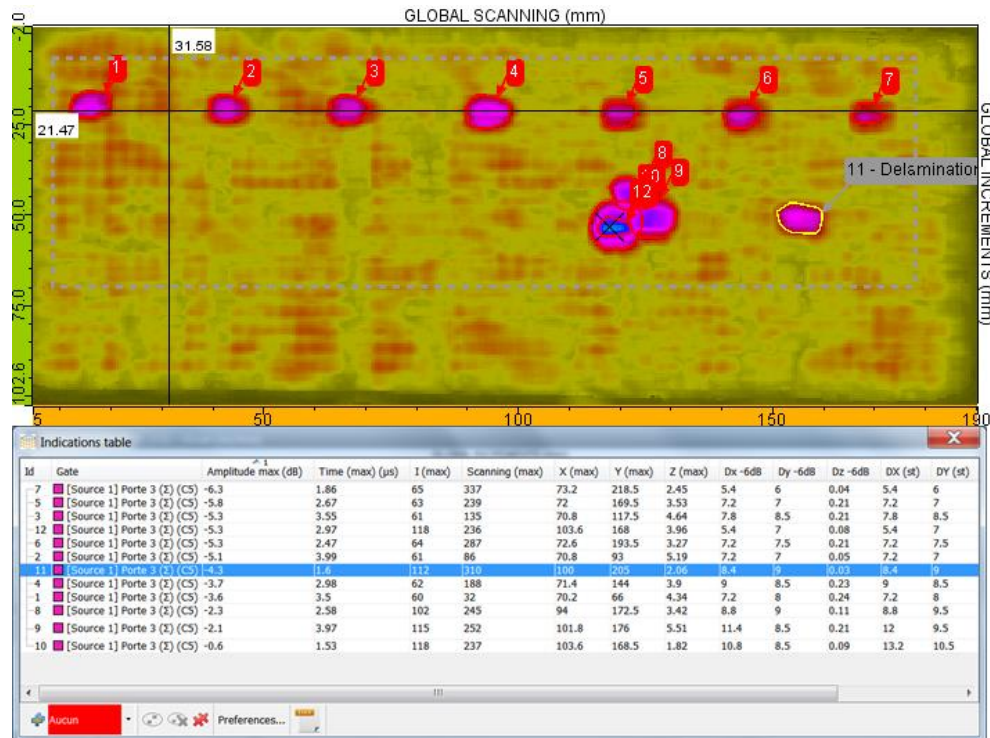 GLOBAL SCANNING (mm)
-2.0
31.58
1
2
3
4
5
6
7
21.47
25.0
8
9
12
11 - Delamination
50.0
75.0
102.6
GLOBAL INCREMENTS (mm)
5
50
100
150
190
Indications table
Id Gate Amplitude max (dB) Time (max) (µs) I (max) Scanning (max) X (max) Y (max) Z (max) Dx -6dB Dy -6dB Dz -6dB DX (st) DY (st)
7 [Source 1] Porte 3 (Σ) (C5) -6.3 1.86 65 337 73.2 218.5 2.45 5.4 6 0.04 5.4 6
5 [Source 1] Porte 3 (Σ) (C5) -5.8 2.67 63 239 72 169.5 3.53 7.2 7 0.21 7.2 7
3 [Source 1] Porte 3 (Σ) (C5) -5.3 3.55 61 135 70.8 117.5 4.64 7.8 8.5 0.21 7.8 8.5
12 [Source 1] Porte 3 (Σ) (C5) -5.3 2.97 118 236 103.6 168 3.96 5.4 7 0.08 5.4 7
6 [Source 1] Porte 3 (Σ) (C5) -5.3 2.47 64 287 72.6 193.5 3.27 7.2 7.5 0.21 7.2 7.5
2 [Source 1] Porte 3 (Σ) (C5) -5.1 3.99 61 86 70.8 93 5.19 7.2 7 0.05 7.2 7
11 [Source 1] Porte 3 (Σ) (C5) -4.3 1.6 112 310 100 205 2.06 8.4 9 0.03 8.4 9
4 [Source 1] Porte 3 (Σ) (C5) -3.7 2.98 62 188 71.4 144 3.9 9 8.5 0.23 9 8.5
1 [Source 1] Porte 3 (Σ) (C5) -3.6 3.5 60 32 70.2 66 4.34 7.2 8 0.24 7.2 8
8 [Source 1] Porte 3 (Σ) (C5) -2.3 2.58 102 245 94 172.5 3.42 8.8 9 0.11 8.8 9.5
9 [Source 1] Porte 3 (Σ) (C5) -2.1 3.97 115 252 101.8 176 5.51 11.4 8.5 0.21 12 9.5
10 [Source 1] Porte 3 (Σ) (C5) -0.6 1.53 118 237 103.6 168.5 1.82 10.8 8.5 0.09 13.2 10.5
Aucun Preferences...